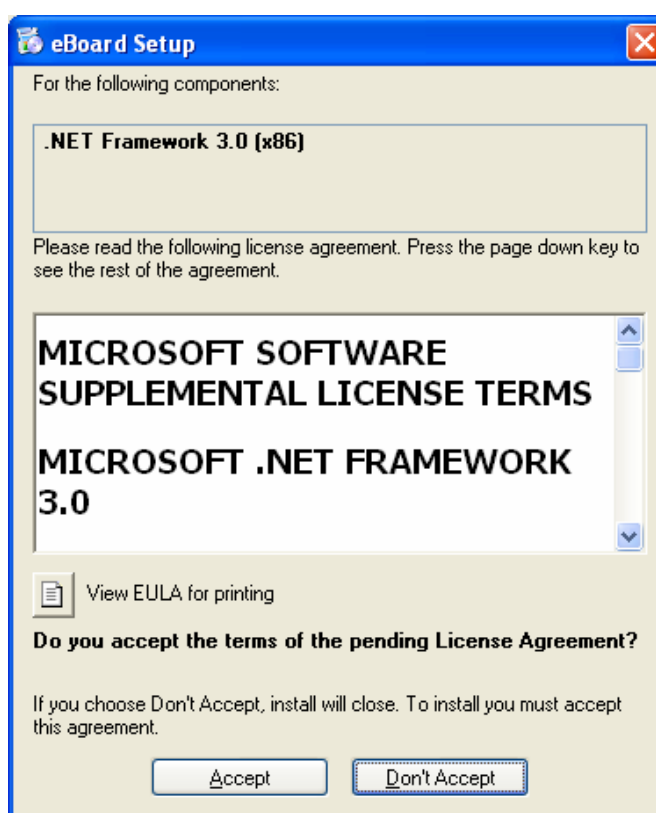 eBoard Setup
For the following components:
.NET Framework 3.0 (x86)
Please read the following license agreement. Press the page down key to
see the rest of the agreement.
MICROSOFT SOFTWARE
SUPPLEMENTAL LICENSE TERMS
MICROSOFT .NET FRAMEWORK
3.0
View EULA for printing
Do you accept the terms of the pending License Agreement?
If you choose Don't Accept, install will close. To install you must accept
this agreement.
Accept
Don't Accept